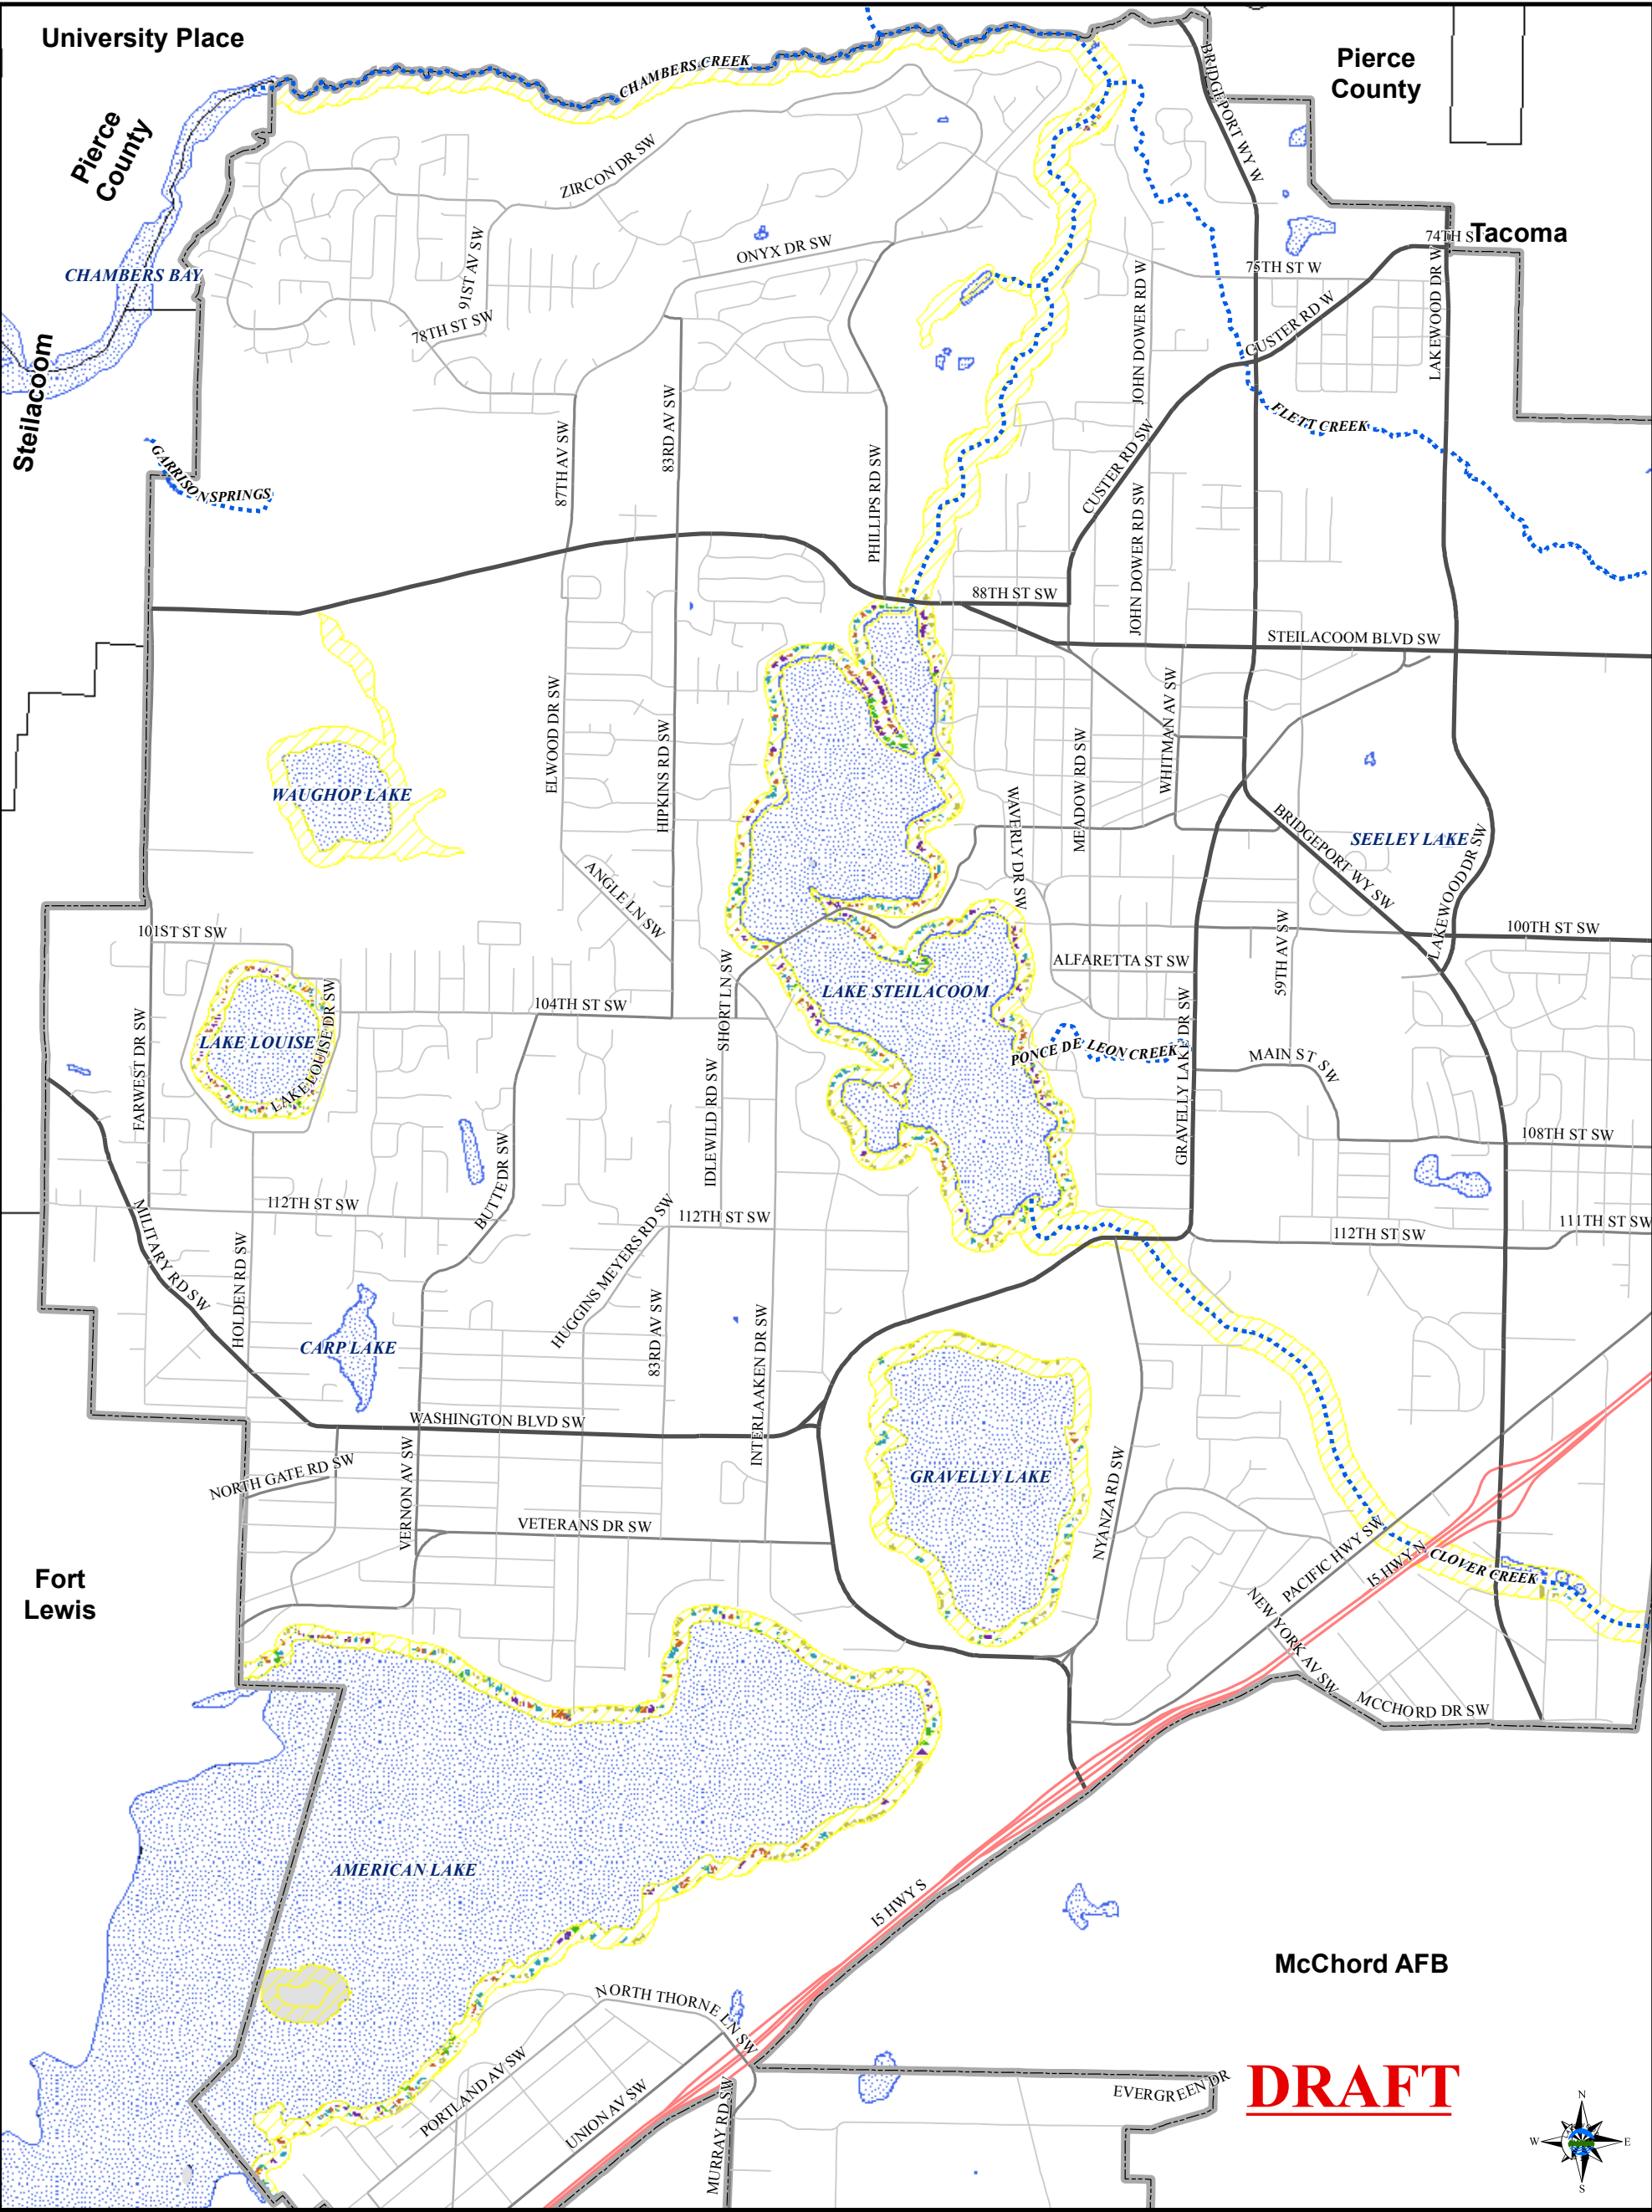 University Place
Pierce
County
Pierce
County
CHAMBERS CREEK
BRIDGEPORT WY W
ZIRCON DR SW
74TH S
Tacoma
ONYX DR SW
91ST AV SW
75TH ST W
CHAMBERS BAY
JOHN DOWER RD W
LAKEWOOD DR W
78TH ST SW
CUSTER RD W
Steilacoom
83RD AV SW
87TH AV SW
PHILLIPS RD SW
CUSTER RD SW
FLETT CREEK
GARRISON SPRINGS
JOHN DOWER RD SW
88TH ST SW
STEILACOOM BLVD SW
ELWOOD DR SW
HIPKINS RD SW
WHITMAN AV SW
MEADOW RD SW
WAUGHOP LAKE
WAVERLY DR SW
BRIDGEPORT WY SW
SEELEY LAKE
LAKEWOOD DR SW
ANGLE LN SW
101ST ST SW
100TH ST SW
59TH AV SW
ALFARETTA ST SW
SHORT LN SW
LAKE STEILACOOM
104TH ST SW
LAKE LOUISE
LAKE LOUISE DR SW
FARWEST DR SW
PONCE DE LEON CREEK
GRAVELLY LAKE DR SW
MAIN ST SW
IDLEWILD RD SW
108TH ST SW
BUTTE DR SW
112TH ST SW
112TH ST SW
111TH ST SW
112TH ST SW
MILITARY RD SW
HOLDEN RD SW
HUGGINS MEYERS RD SW
83RD AV SW
INTERLAAKEN DR SW
CARP LAKE
WASHINGTON BLVD SW
NORTH GATE RD SW
VERNON AV SW
GRAVELLY LAKE
NYANZA RD SW
VETERANS DR SW
PACIFIC HWY SW
I5 HWY N
CLOVER CREEK
Fort
Lewis
NEW YORK AV SW
MCCHORD DR SW
AMERICAN LAKE
I5 HWY S
McChord AFB
NORTH THORNE LN SW
PORTLAND AV SW
UNION AV SW
MURRAY RD SW
EVERGREEN DR
DRAFT
N
W
E
S